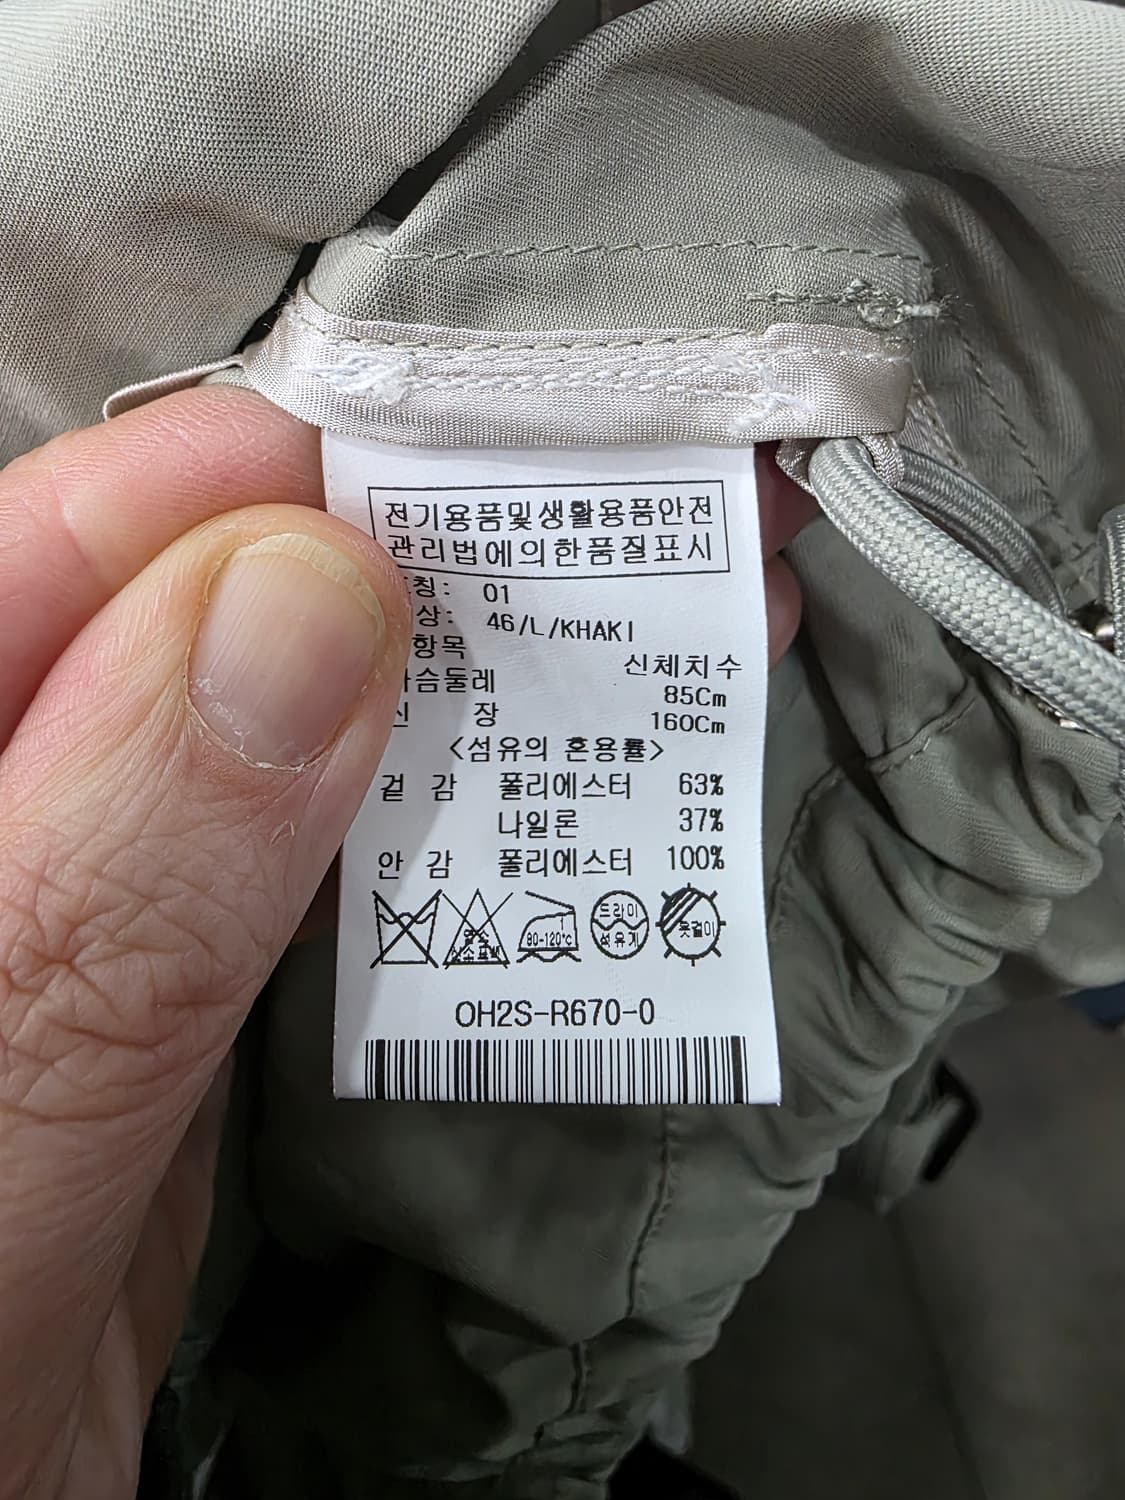 전기용품및생활용품안전
관리법에의한품질표시
칭: 01
상: 46/L/KHAKI
항목 신체치수
슴둘레 85Cm
장 160Cm
<섬유의 혼용률>
겉 감 폴리에스터 63%
나일론 37%
안 감 폴리에스터 100%
80-120℃
드라이
석유계
옷걸이
OH2S-R670-0